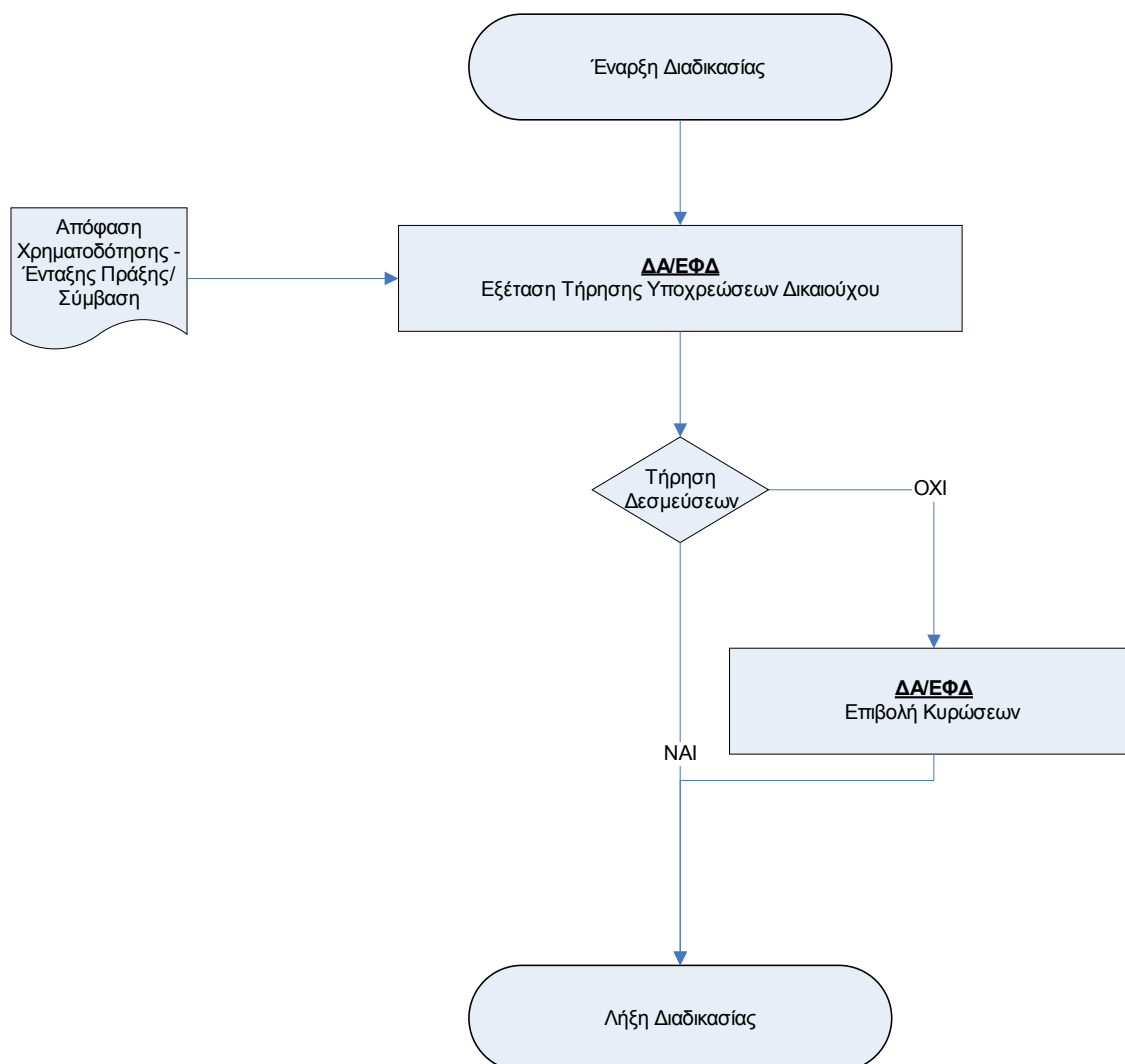 Έναρξη Διαδικασίας
Απόφαση
Χρηματοδότησης -
Ένταξης Πράξης/
Σύμβαση
ΔΑ/ΕΦΔ
Εξέταση Τήρησης Υποχρεώσεων Δικαιούχου
Τήρηση
Δεσμεύσεων
ΟΧΙ
ΔΑ/ΕΦΔ
Επιβολή Κυρώσεων
ΝΑΙ
Λήξη Διαδικασίας